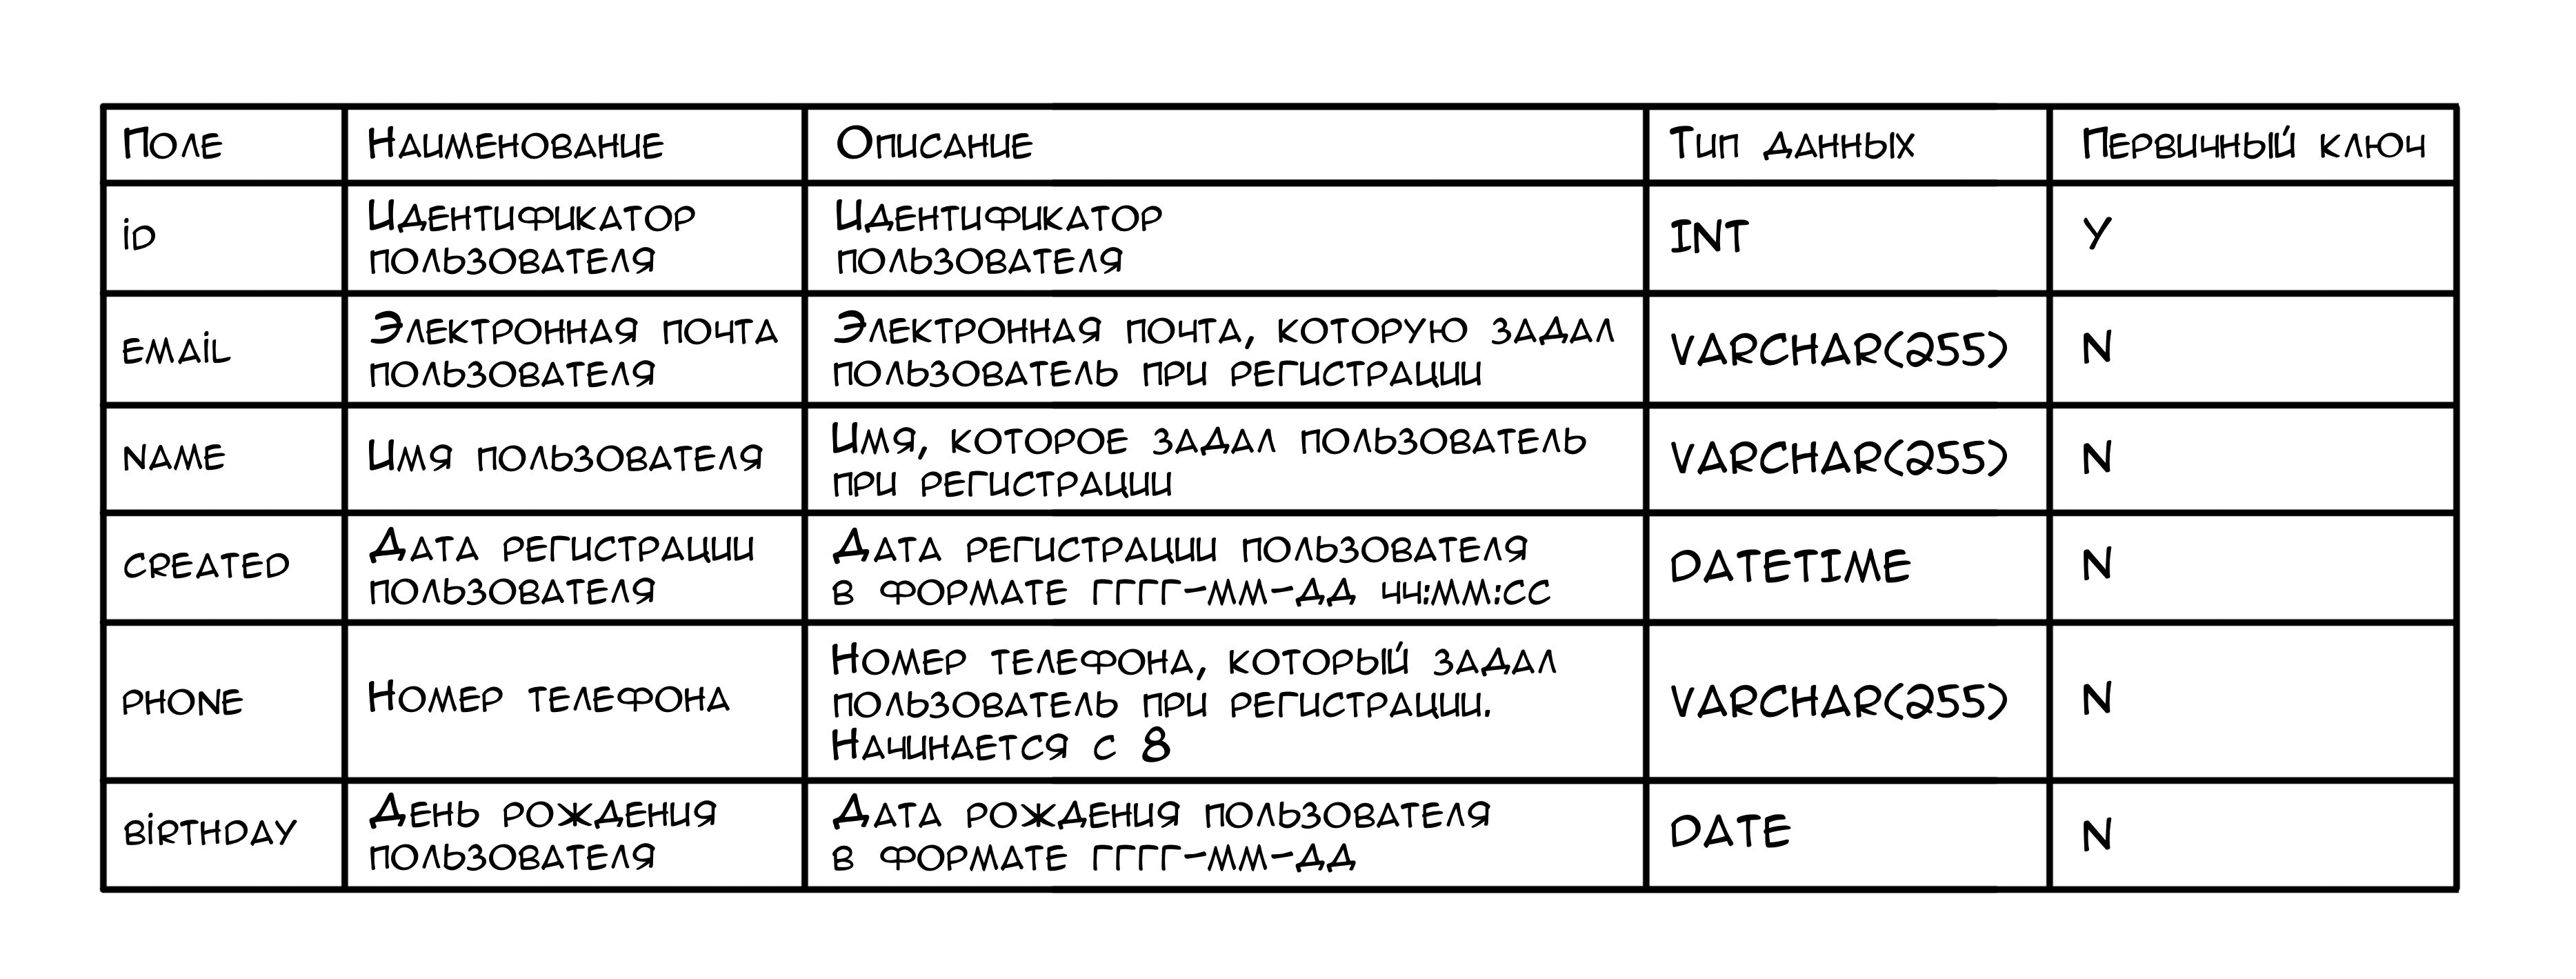 Поле
Наименование
Описание
Тип данных
Первичный ключ
id
Идентификатор
пользователя
Идентификатор
пользователя
INT
Y
email
Электронная почта
пользователя
Электронная почта, которую задал
пользователь при регистрации
VARCHAR(255)
N
name
Имя пользователя
Имя, которое задал пользователь
при регистрации
VARCHAR(255)
N
created
Дата регистрации
пользователя
Дата регистрации пользователя
в формате гггг-мм-дд чч:мм:сс
DATETIME
N
phone
Номер телефона
Номер телефона, который задал
пользователь при регистрации.
Начинается с 8
VARCHAR(255)
N
birthday
День рождения
пользователя
Дата рождения пользователя
в формате гггг-мм-дд
DATE
N